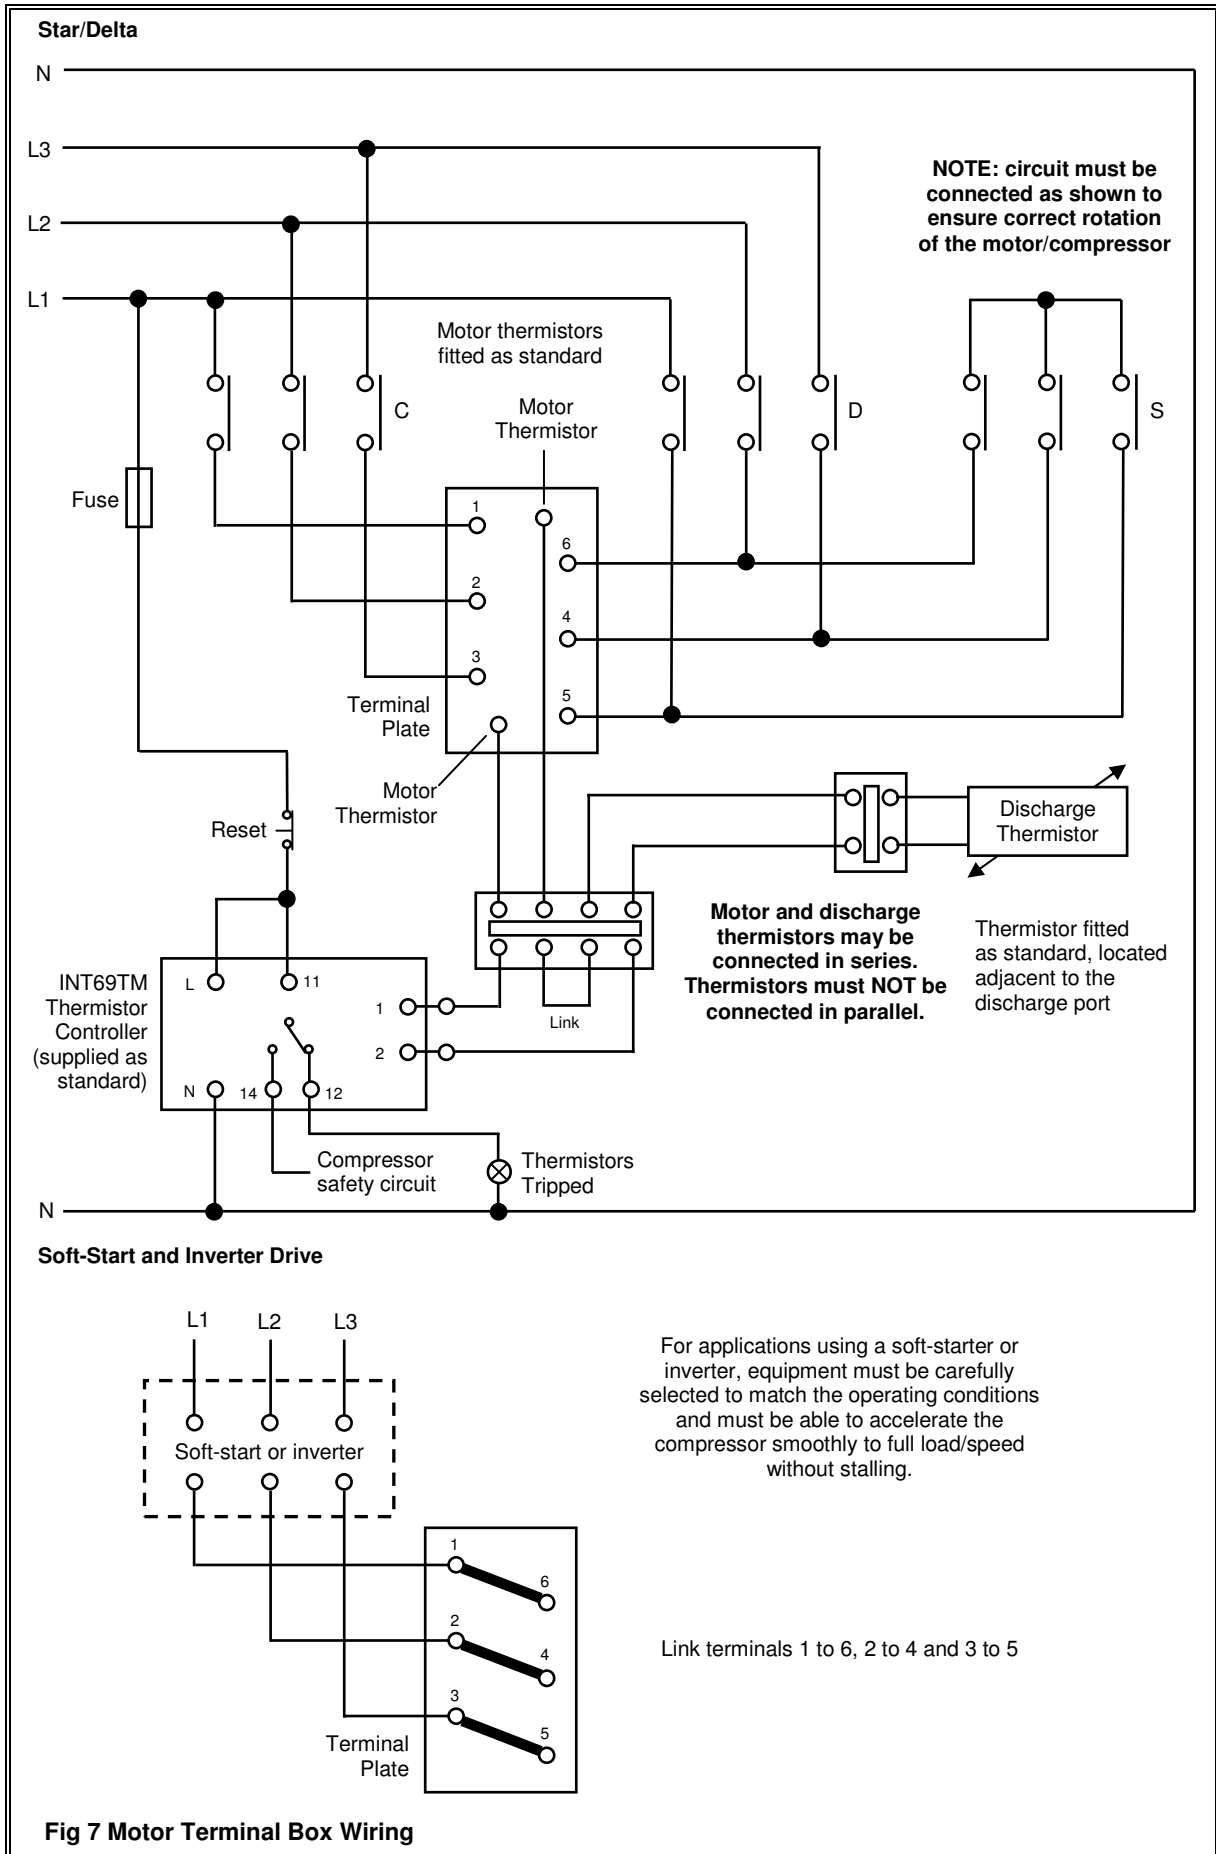 Star/Delta
N
L3
NOTE: circuit must be
connected as shown to
ensure correct rotation
of the motor/compressor
L2
L1
Motor thermistors
fitted as standard
C
Motor
Thermistor
D
S
Fuse
1
6
2
4
3
5
Terminal
Plate
Motor
Thermistor
Reset
Discharge
Thermistor
Motor and discharge
thermistors may be
connected in series.
Thermistors must NOT be
connected in parallel.
Thermistor fitted
as standard, located
adjacent to the
discharge port
INT69TM
Thermistor
Controller
(supplied as
standard)
L
11
1
Link
2
N
14
12
Compressor
safety circuit
Thermistors
Tripped
N
Soft-Start and Inverter Drive
L1
L2
L3
For applications using a soft-starter or
inverter, equipment must be carefully
selected to match the operating conditions
and must be able to accelerate the
compressor smoothly to full load/speed
without stalling.
Soft-start or inverter
1
6
2
4
3
5
Link terminals 1 to 6, 2 to 4 and 3 to 5
Terminal
Plate
Fig 7 Motor Terminal Box Wiring